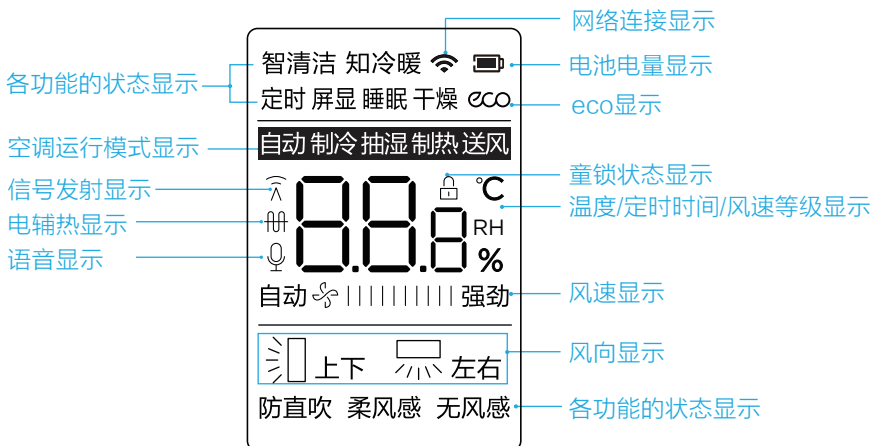 网络连接显示
智清洁 知冷暖
电池电量显示
各功能的状态显示
定时 屏显 睡眠 干燥 eco
eco显示
空调运行模式显示
自动 制冷 抽湿 制热 送风
童锁状态显示
信号发射显示
℃
温度/定时时间/风速等级显示
电辅热显示
88.8
RH
语音显示
%
自动 强劲
风速显示
上下 左右
风向显示
防直吹 柔风感 无风感
各功能的状态显示